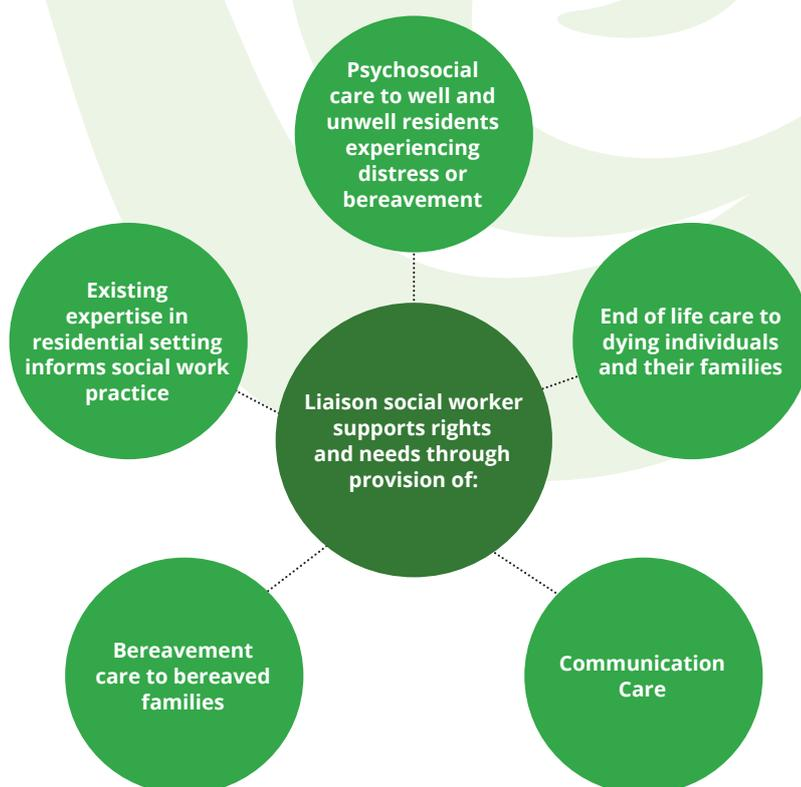 Psychosocial
care to well and
unwell residents
experiencing
distress or
bereavement
Existing
expertise in
residential setting
informs social work
practice
End of life care to
dying individuals
and their families
Liaison social worker
supports rights
and needs through
provision of:
Bereavement
care to bereaved
families
Communication
Care